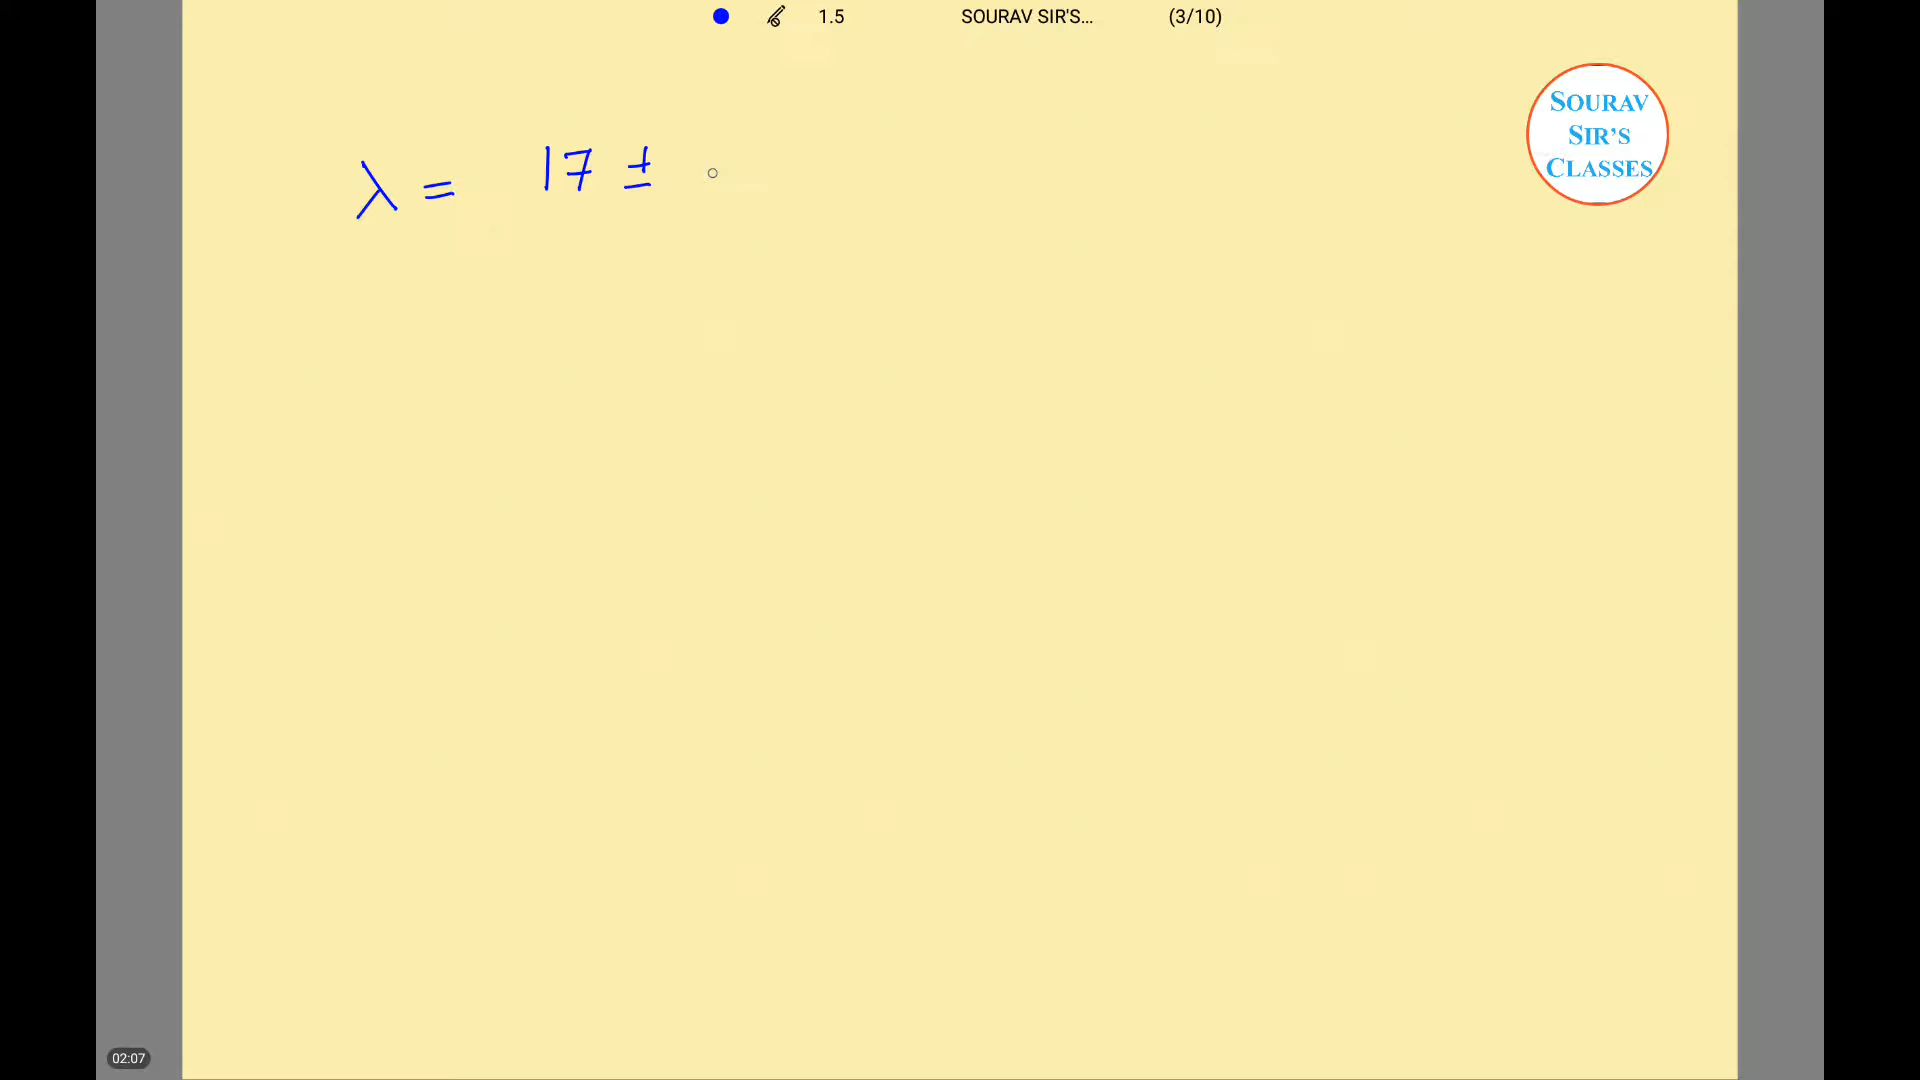 1.5 SOURAV SIR'S... (3/10)
SOURAV
SIR'S
CLASSES
λ = 17 ±
02:07